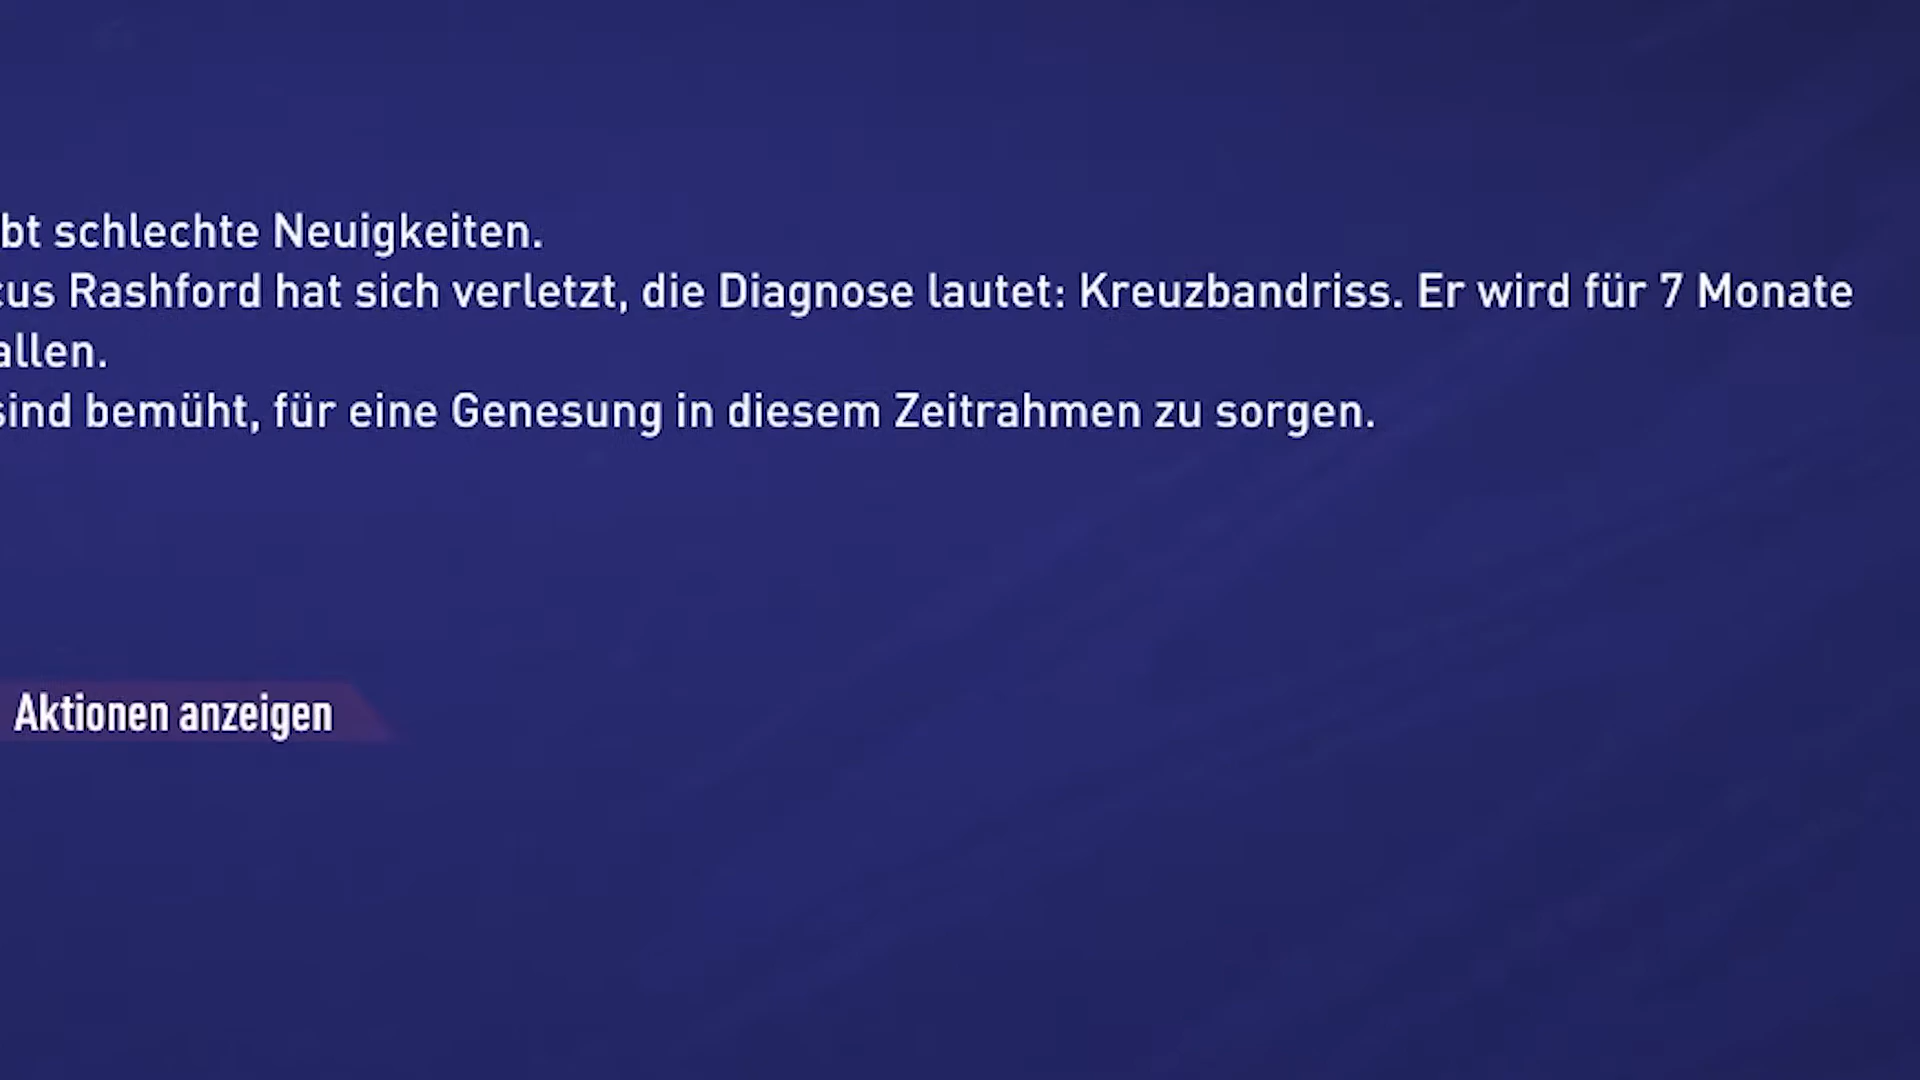 bt schlechte Neuigkeiten.
cus Rashford hat sich verletzt, die Diagnose lautet: Kreuzbandriss. Er wird für 7 Monate
allen.
sind bemüht, für eine Genesung in diesem Zeitrahmen zu sorgen.
Aktionen anzeigen